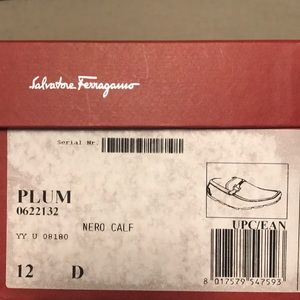 Salvatore Ferragamo
Serial Nr.
PLUM
0622132
NERO CALF
YY U 08180
UPC/EAN
12 D
8 017579 547593